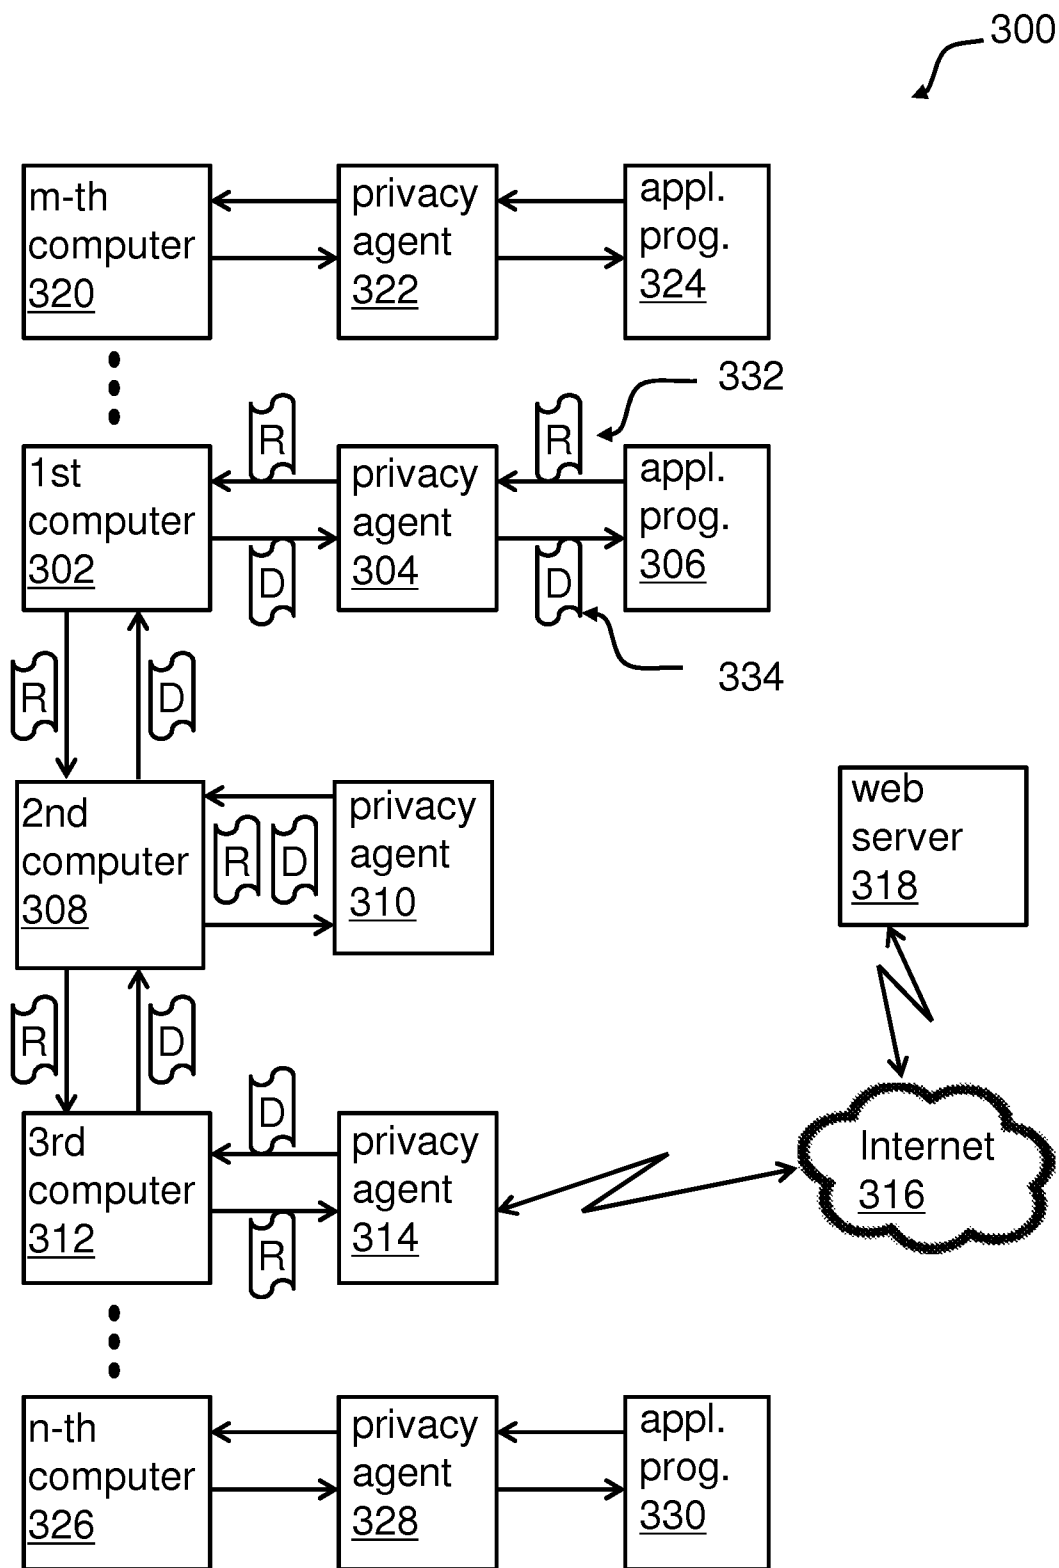 300
m-th
computer
320
privacy
agent
322
appl.
prog.
324
332
R
R
1st
computer
302
privacy
agent
304
appl.
prog.
306
D
D
334
R
D
2nd
computer
308
R
D
privacy
agent
310
web
server
318
R
D
D
3rd
computer
312
privacy
agent
314
Internet
316
R
n-th
computer
326
privacy
agent
328
appl.
prog.
330